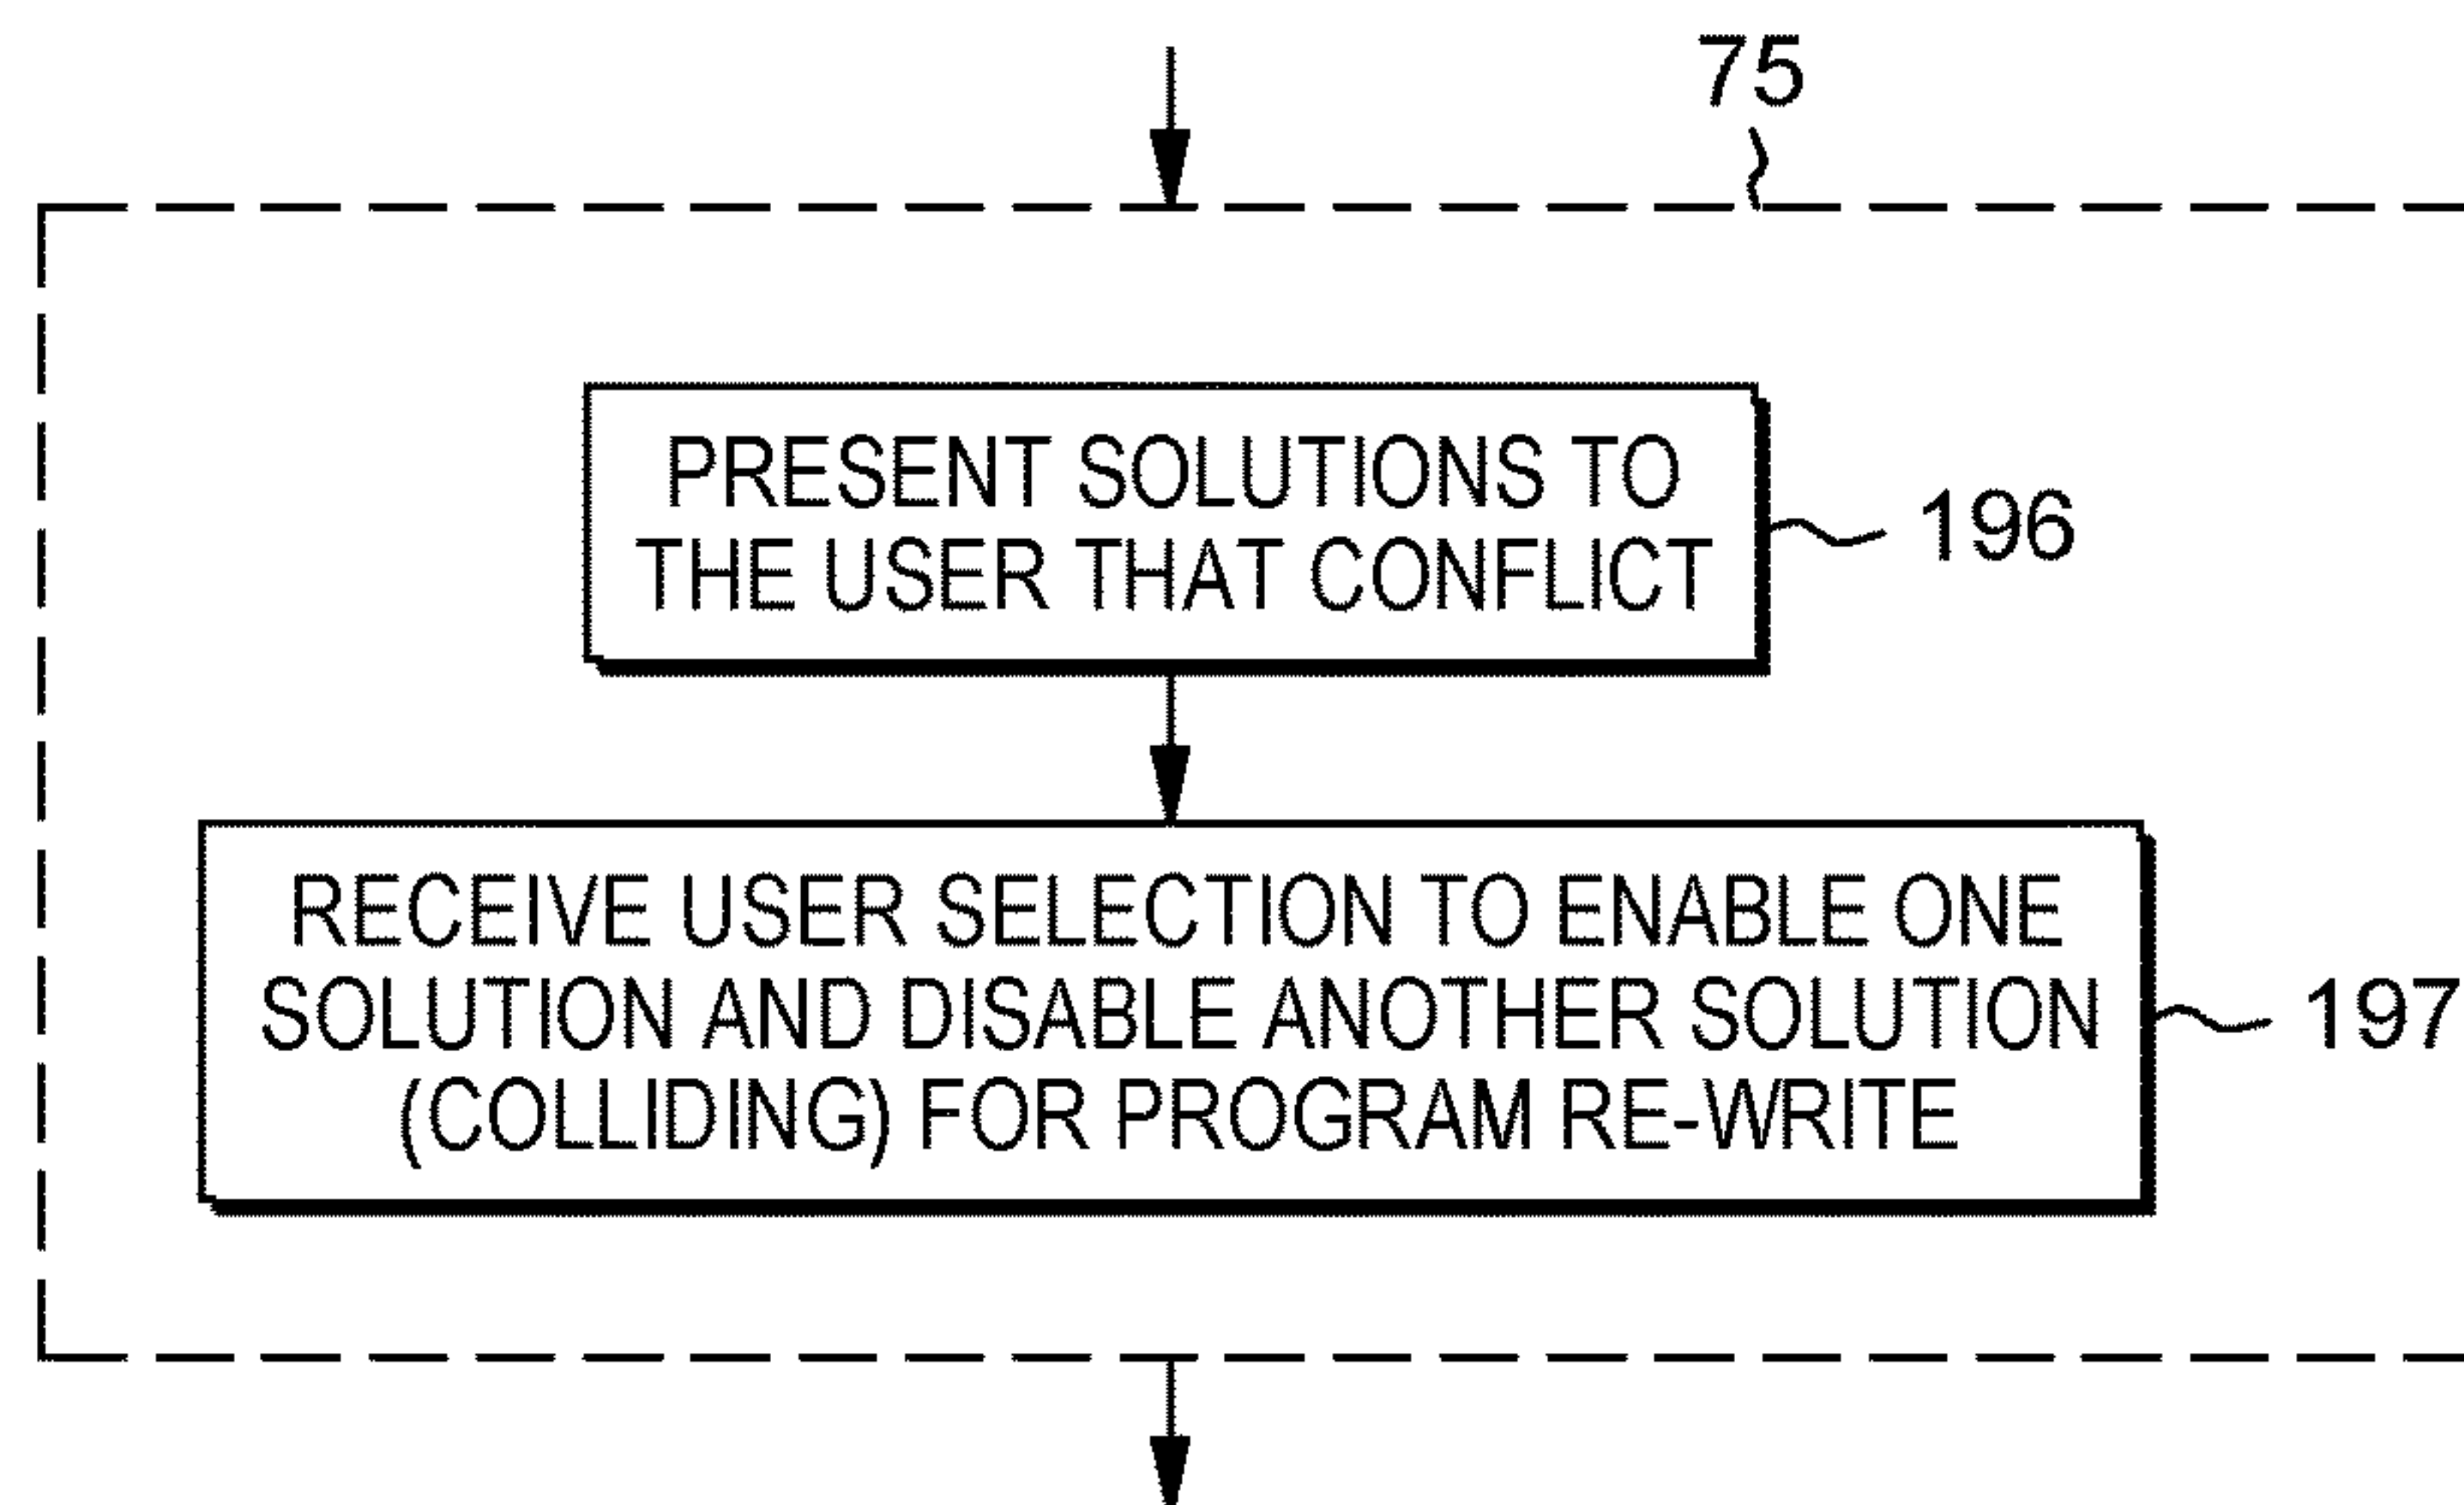 75
PRESENT SOLUTIONS TO
THE USER THAT CONFLICT
196
RECEIVE USER SELECTION TO ENABLE ONE
SOLUTION AND DISABLE ANOTHER SOLUTION
(COLLIDING) FOR PROGRAM RE-WRITE
197